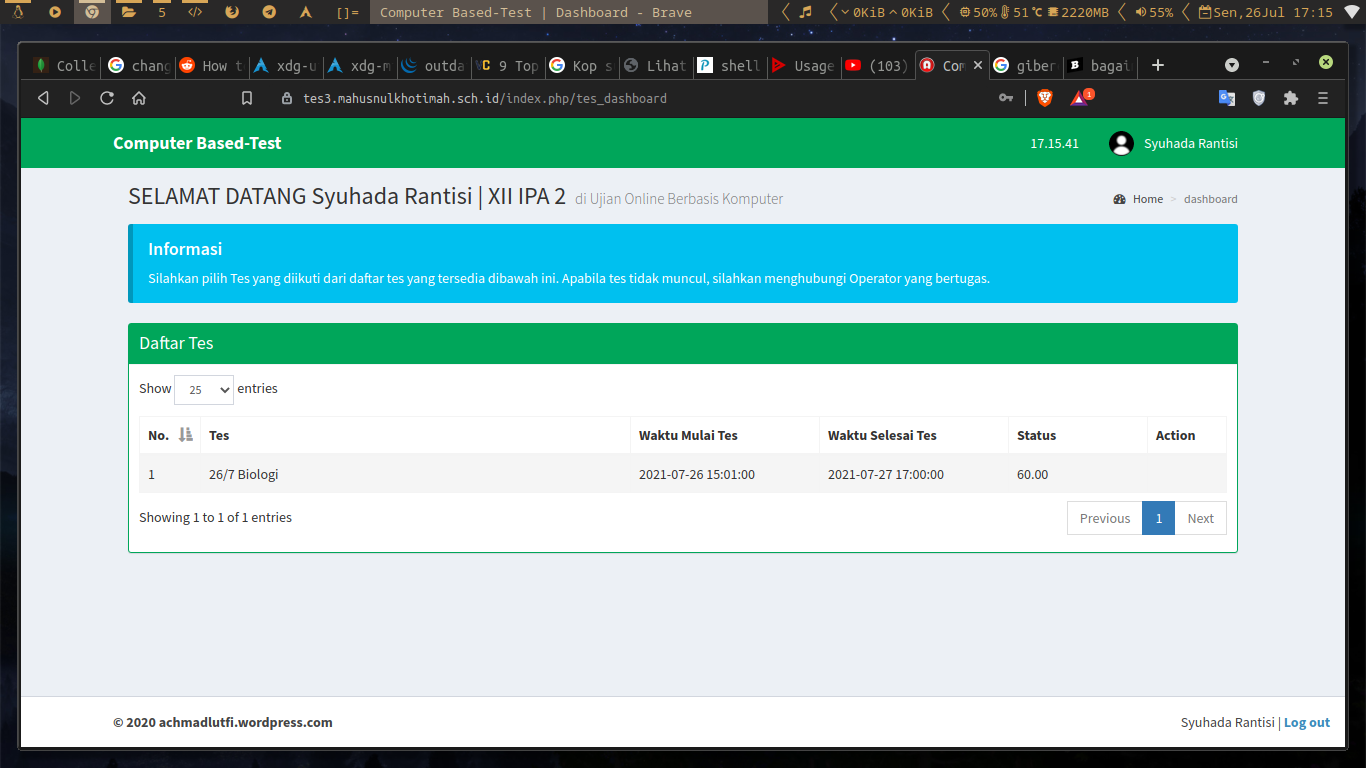 []= Computer Based-Test | Dashboard - Brave 0KiB 0KiB 50% 51℃ 2220MB 55% Sen,26Jul 17:15
5
Colle chang How t xdg-u xdg-m outda VC 9 Top Kop s Lihat shell Usage (103) Com giber bagai
tes3.mahusnulkhotimah.sch.id/index.php/tes_dashboard 1
Computer Based-Test 17.15.41 Syuhada Rantisi
SELAMAT DATANG Syuhada Rantisi | XII IPA 2 di Ujian Online Berbasis Komputer Home > dashboard
Informasi
Silahkan pilih Tes yang diikuti dari daftar tes yang tersedia dibawah ini. Apabila tes tidak muncul, silahkan menghubungi Operator yang bertugas.
Daftar Tes
Show 25 entries
No. Tes Waktu Mulai Tes Waktu Selesai Tes Status Action
1 26/7 Biologi 2021-07-26 15:01:00 2021-07-27 17:00:00 60.00
Showing 1 to 1 of 1 entries Previous 1 Next
© 2020 achmadlutfi.wordpress.com Syuhada Rantisi | Log out